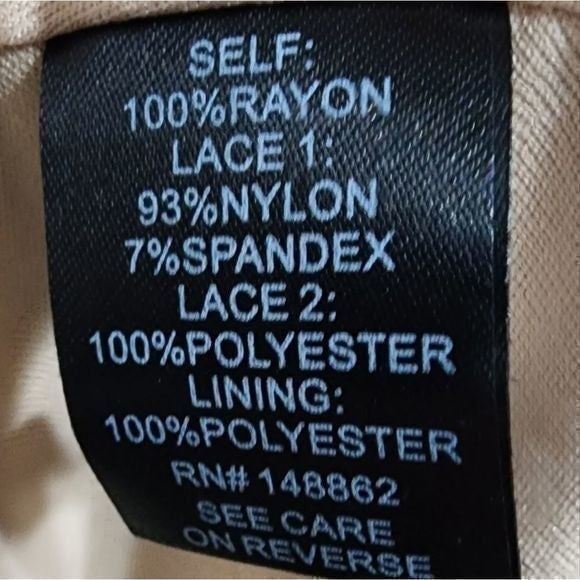 SELF:
100%RAYON
LACE 1:
93%NYLON
7%SPANDEX
LACE 2:
100%POLYESTER
LINING:
100%POLYESTER
RN# 148862
SEE CARE
ON REVERSE